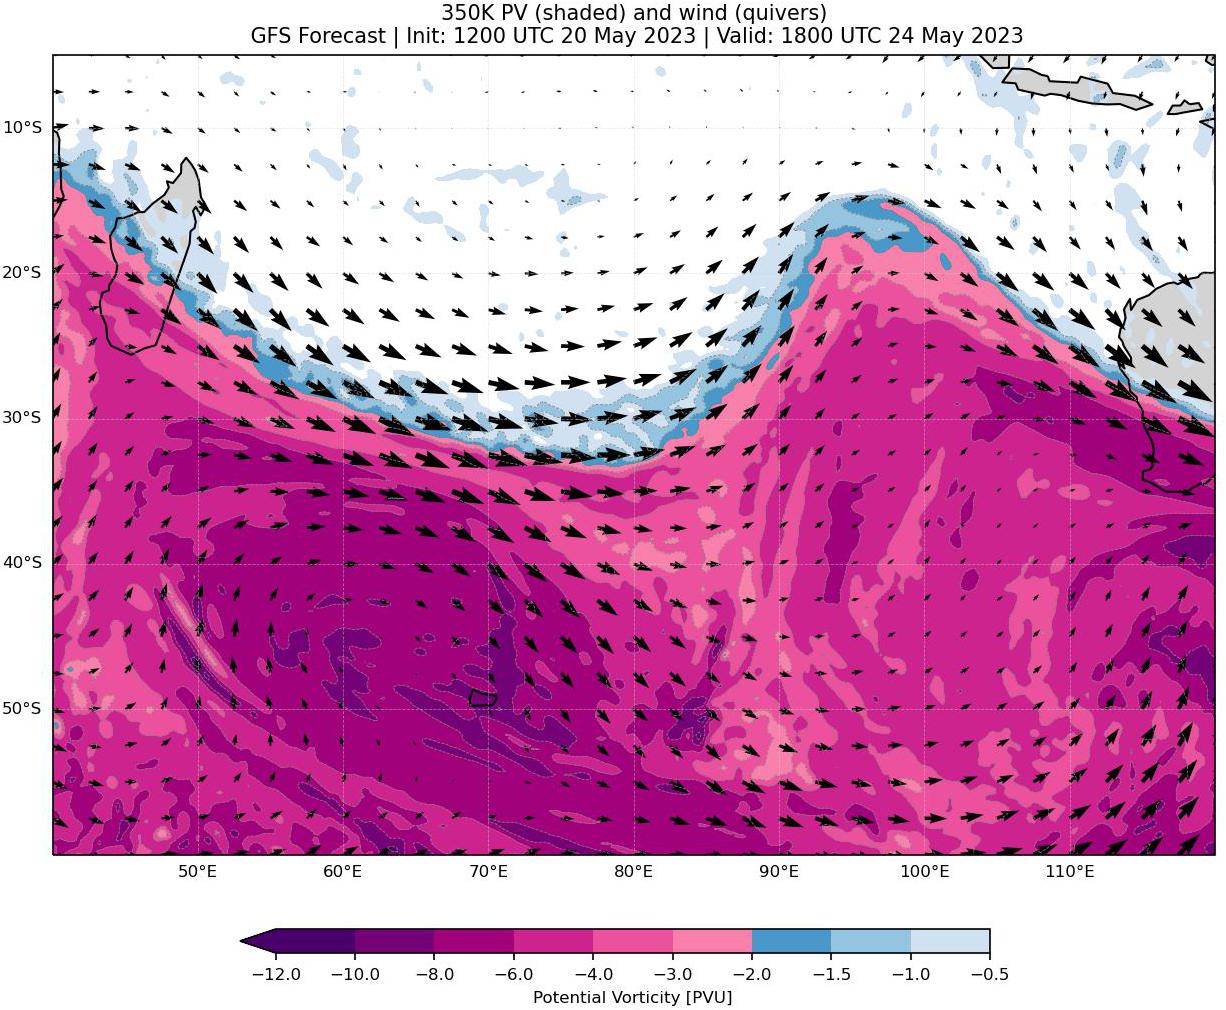 350K PV (shaded) and wind (quivers)
GFS Forecast | Init: 1200 UTC 20 May 2023 | Valid: 1800 UTC 24 May 2023
10°S
20°S
30°S
40°S
50°S
50°E 60°E 70°E 80°E 90°E 100°E 110°E
−12.0 −10.0 −8.0 −6.0 −4.0 −3.0 −2.0 −1.5 −1.0 −0.5
Potential Vorticity [PVU]